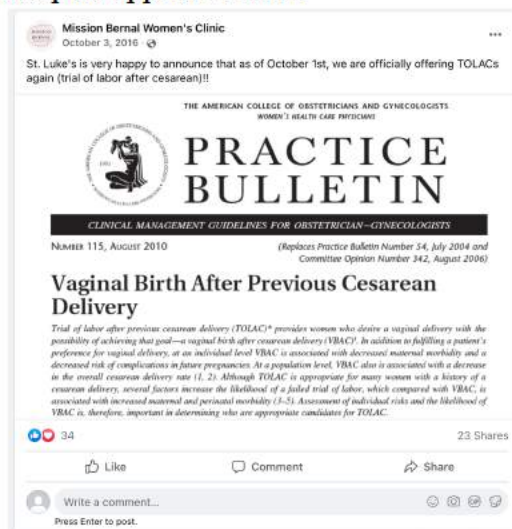 Mission Bernal Women's Clinic
October 3, 2016 ·
St. Luke's is very happy to announce that as of October 1st, we are officially offering TOLACs
again (trial of labor after cesarean)!!
THE AMERICAN COLLEGE OF OBSTETRICIANS AND GYNECOLOGISTS
WOMEN'S HEALTH CARE PHYSICIANS
PRACTICE
BULLETIN
CLINICAL MANAGEMENT GUIDELINES FOR OBSTETRICIAN–GYNECOLOGISTS
NUMBER 115, AUGUST 2010
(Replaces Practice Bulletin Number 54, July 2004 and
Committee Opinion Number 342, August 2006)
Vaginal Birth After Previous Cesarean
Delivery
Trial of labor after previous cesarean delivery (TOLAC)* provides women who desire a vaginal delivery with the
possibility of achieving that goal—a vaginal birth after cesarean delivery (VBAC)†. In addition to fulfilling a patient's
preference for vaginal delivery, at an individual level VBAC is associated with decreased maternal morbidity and a
decreased risk of complications in future pregnancies. At a population level, VBAC also is associated with a decrease
in the overall cesarean delivery rate (1, 2). Although TOLAC is appropriate for many women with a history of a
cesarean delivery, several factors increase the likelihood of a failed trial of labor, which compared with VBAC, is
associated with increased maternal and perinatal morbidity (3–5). Assessment of individual risks and the likelihood of
VBAC is, therefore, important in determining who are appropriate candidates for TOLAC.
34
23 Shares
Like
Comment
Share
Write a comment...
Press Enter to post.